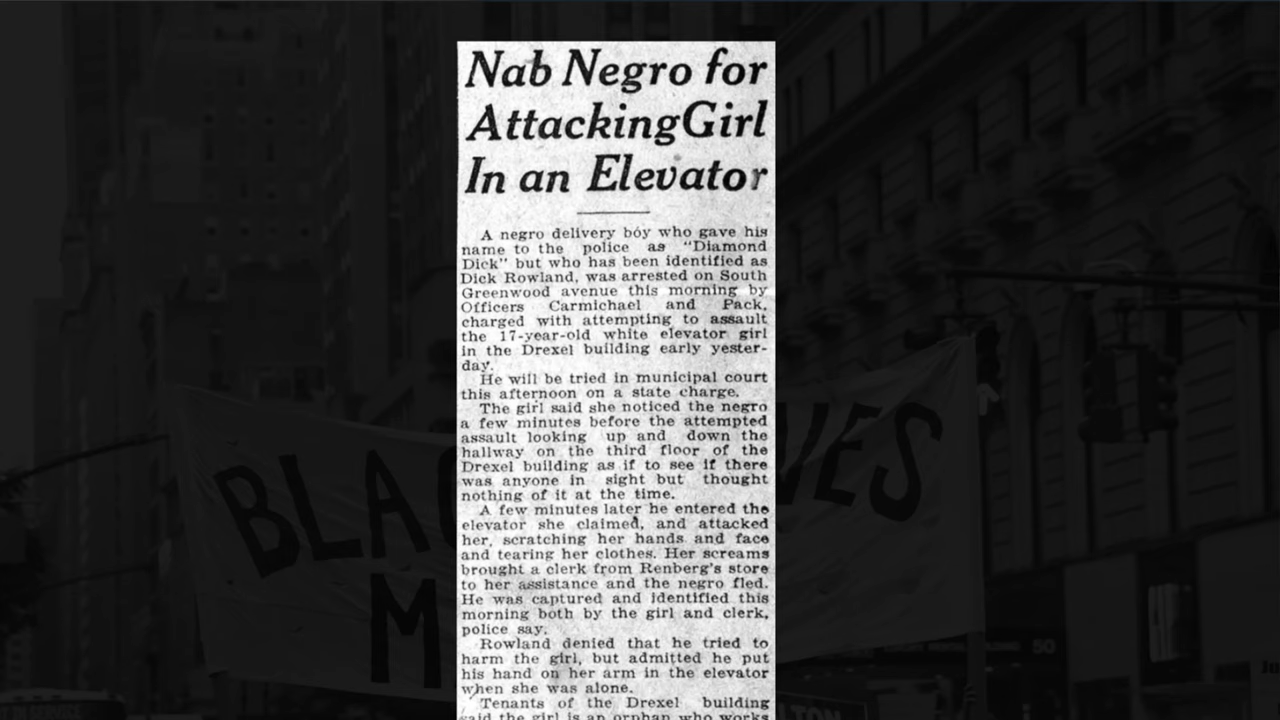 Nab Negro for
Attacking Girl
In an Elevator
A negro delivery boy who gave his
name to the police as "Diamond
Dick" but who has been identified as
Dick Rowland, was arrested on South
Greenwood avenue this morning by
Officers Carmichael and Pack,
charged with attempting to assault
the 17-year-old white elevator girl
in the Drexel building early yester-
day.
He will be tried in municipal court
this afternoon on a state charge.
The girl said she noticed the negro
a few minutes before the attempted
assault looking up and down the
hallway on the third floor of the
Drexel building as if to see if there
was anyone in sight but thought
nothing of it at the time.
A few minutes later he entered the
elevator she claimed, and attacked
her, scratching her hands and face
and tearing her clothes. Her screams
brought a clerk from Renberg's store
to her assistance and the negro fled.
He was captured and identified this
morning both by the girl and clerk,
police say.
Rowland denied that he tried to
harm the girl, but admitted he put
his hand on her arm in the elevator
when she was alone.
Tenants of the Drexel building
said the girl is an orphan who works
BLAC VES
M
50